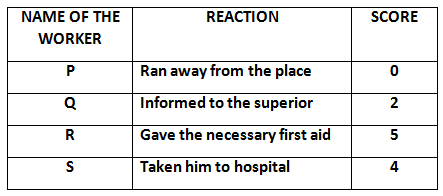 NAME OF THE WORKER REACTION SCORE
P Ran away from the place 0
Q Informed to the superior 2
R Gave the necessary first aid 5
S Taken him to hospital 4